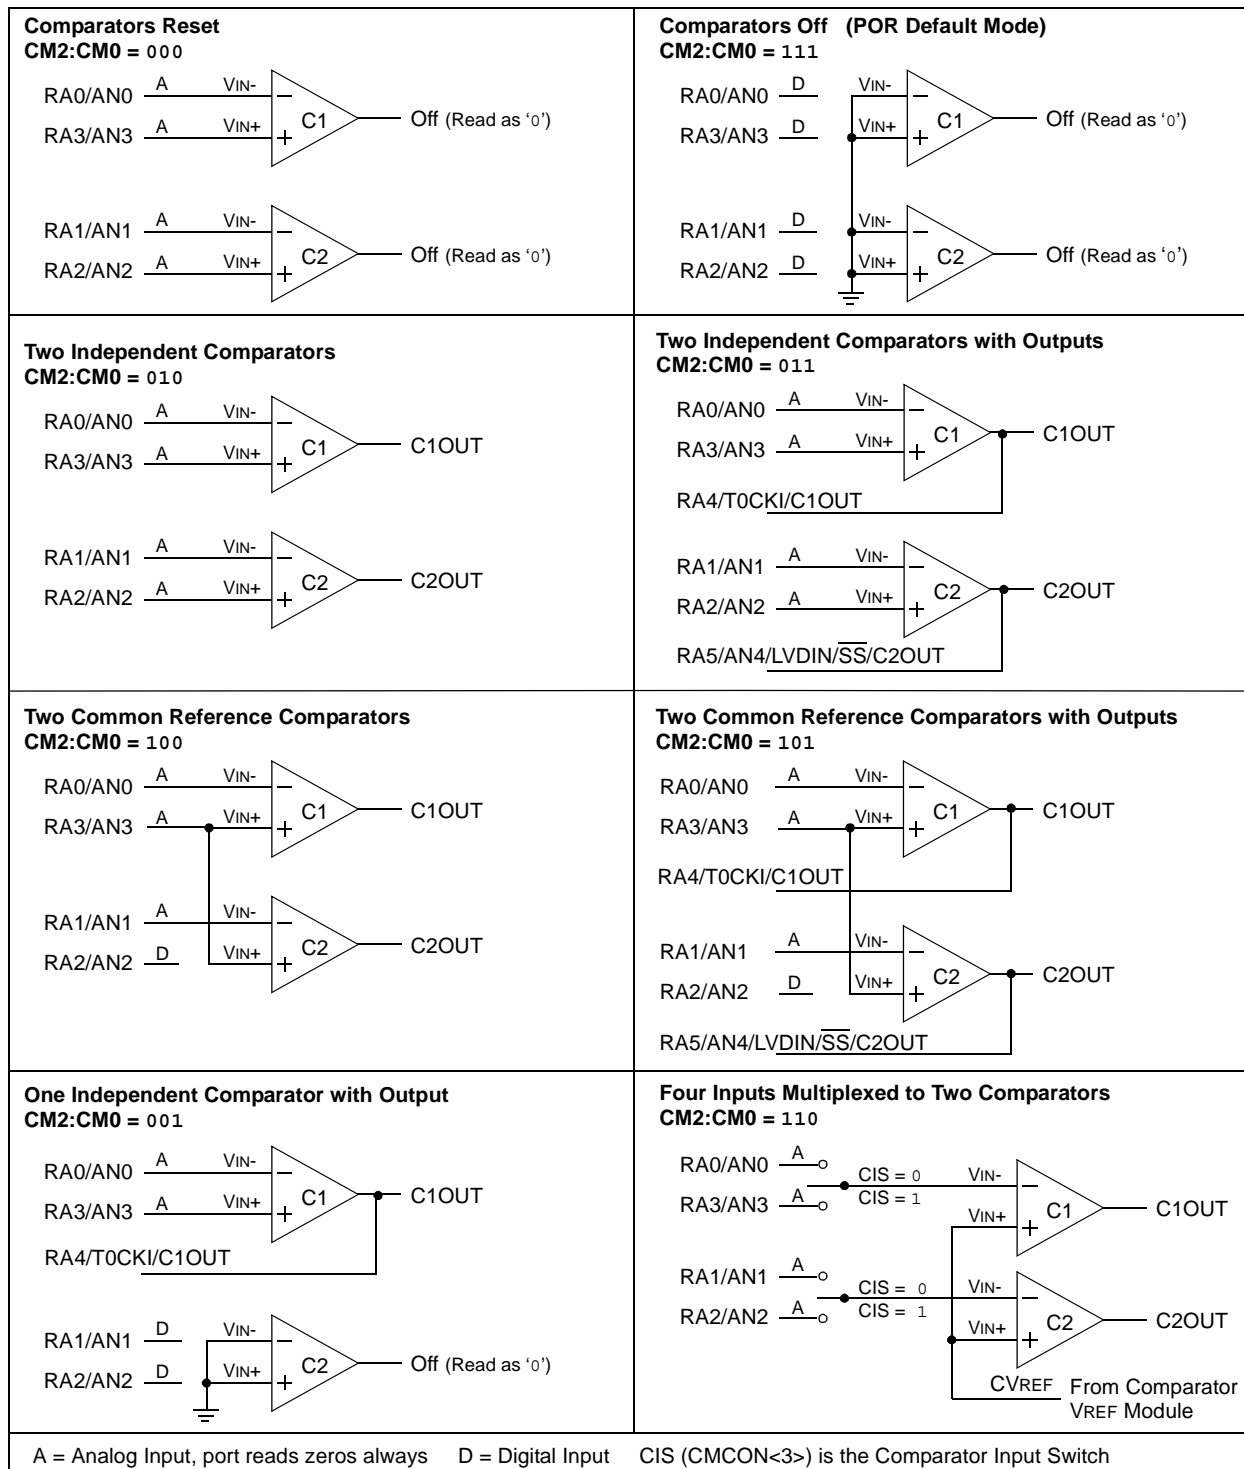 Comparators Reset
CM2:CM0 = 000
RA0/AN0 A VIN-
RA3/AN3 A VIN+
C1
Off (Read as ‘0’)
RA1/AN1 A VIN-
RA2/AN2 A VIN+
C2
Off (Read as ‘0’)
Comparators Off (POR Default Mode)
CM2:CM0 = 111
RA0/AN0 D VIN-
RA3/AN3 D VIN+
C1
Off (Read as ‘0’)
RA1/AN1 D VIN-
RA2/AN2 D VIN+
C2
Off (Read as ‘0’)
Two Independent Comparators
CM2:CM0 = 010
RA0/AN0 A VIN-
RA3/AN3 A VIN+
C1
C1OUT
RA1/AN1 A VIN-
RA2/AN2 A VIN+
C2
C2OUT
Two Independent Comparators with Outputs
CM2:CM0 = 011
RA0/AN0 A VIN-
RA3/AN3 A VIN+
C1
C1OUT
RA4/T0CKI/C1OUT
RA1/AN1 A VIN-
RA2/AN2 A VIN+
C2
C2OUT
RA5/AN4/LVDIN/S̅S̅/C2OUT
Two Common Reference Comparators
CM2:CM0 = 100
RA0/AN0 A VIN-
RA3/AN3 A VIN+
C1
C1OUT
RA1/AN1 A VIN-
RA2/AN2 D VIN+
C2
C2OUT
Two Common Reference Comparators with Outputs
CM2:CM0 = 101
RA0/AN0 A VIN-
RA3/AN3 A VIN+
C1
C1OUT
RA4/T0CKI/C1OUT
RA1/AN1 A VIN-
RA2/AN2 D VIN+
C2
C2OUT
RA5/AN4/LVDIN/S̅S̅/C2OUT
One Independent Comparator with Output
CM2:CM0 = 001
RA0/AN0 A VIN-
RA3/AN3 A VIN+
C1
C1OUT
RA4/T0CKI/C1OUT
RA1/AN1 D VIN-
RA2/AN2 D VIN+
C2
Off (Read as ‘0’)
Four Inputs Multiplexed to Two Comparators
CM2:CM0 = 110
RA0/AN0 A
CIS = 0 VIN-
RA3/AN3 A
CIS = 1
VIN+
C1
C1OUT
RA1/AN1 A
CIS = 0 VIN-
RA2/AN2 A
CIS = 1
VIN+
C2
C2OUT
CVREF From Comparator
VREF Module
A = Analog Input, port reads zeros always D = Digital Input CIS (CMCON<3>) is the Comparator Input Switch